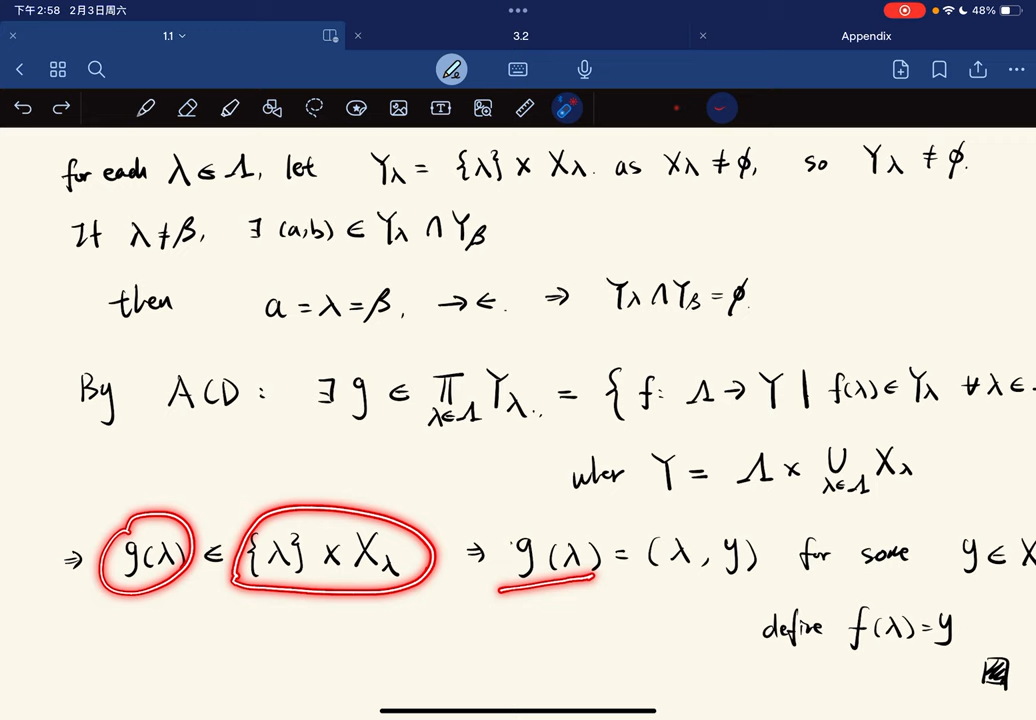 下午2:58 2月3日周六
48%
1.1
3.2
Appendix
for each λ ∈ Λ, let Yλ = {λ} × Xλ. as Xλ ≠ ϕ, so Yλ ≠ ϕ.
If λ ≠ β, ∃ (a,b) ∈ Yλ ∩ Yβ
then a = λ = β, →←. ⇒ Yλ ∩ Yβ = ϕ.
By ACD : ∃ g ∈ ∏_{λ∈Λ} Yλ. = { f: Λ → Y | f(λ) ∈ Yλ ∀ λ ∈
wher Y = Λ × ∪_{λ∈Λ} Xλ
⇒ g(λ) ∈ {λ} × Xλ ⇒ g(λ) = (λ, y) for some y ∈ X
define f(λ) = y